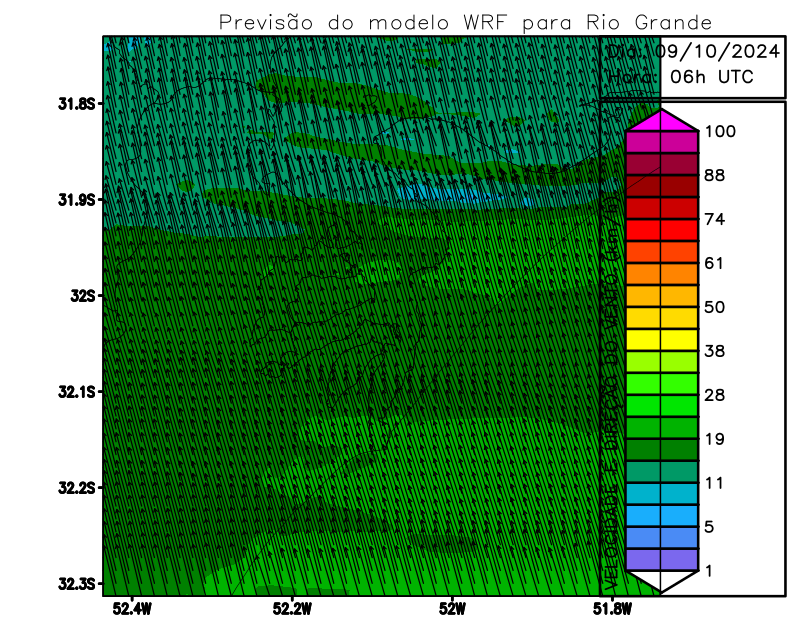 Previsão do modelo WRF para Rio Grande
Dia: 09/10/2024
Hora: 06h UTC
31.8S
31.9S
32S
32.1S
32.2S
32.3S
52.4W
52.2W
52W
51.8W
VELOCIDADE E DIREÇÃO DO VENTO (km/h)
100
88
74
61
50
38
28
19
11
5
1